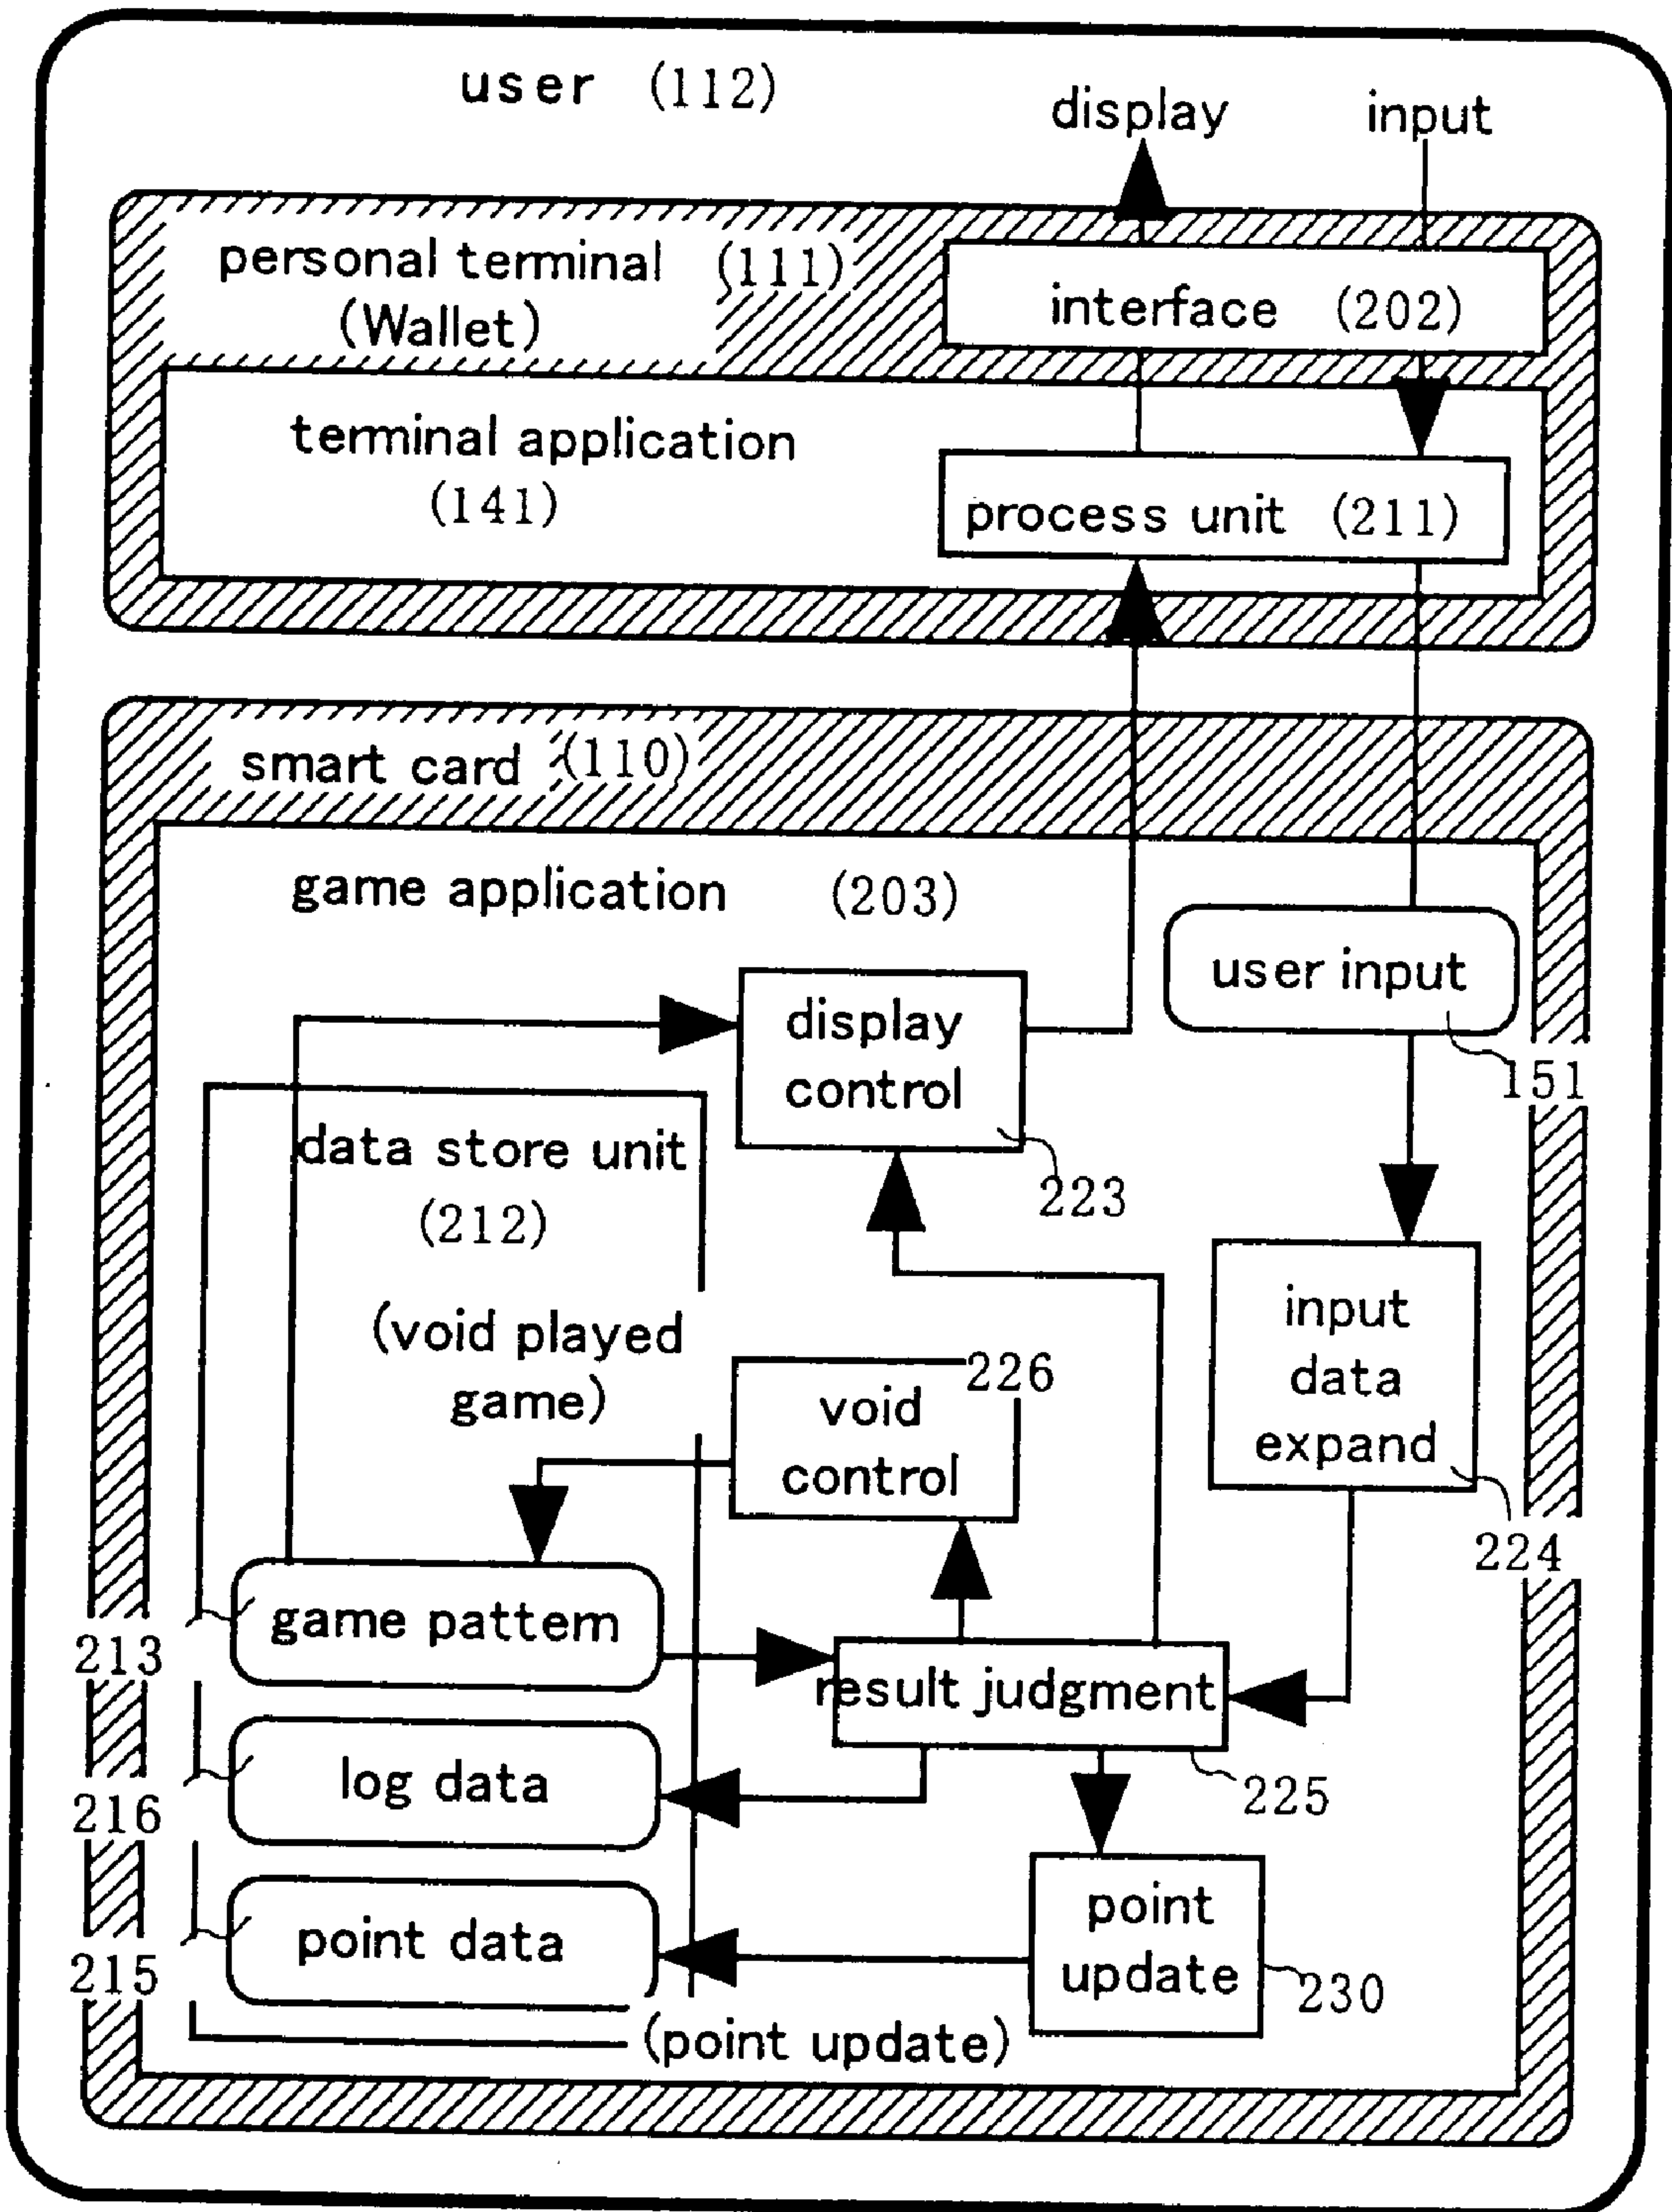 user (112)
display
input
personal terminal (111)
(Wallet)
interface (202)
terminal application
(141)
process unit (211)
smart card (110)
game application (203)
user input
151
display
control
223
data store unit
(212)
input
data
expand
224
(void played
game)
226
void
control
game pattern
213
result judgment
225
log data
216
point data
215
point
update
230
(point update)